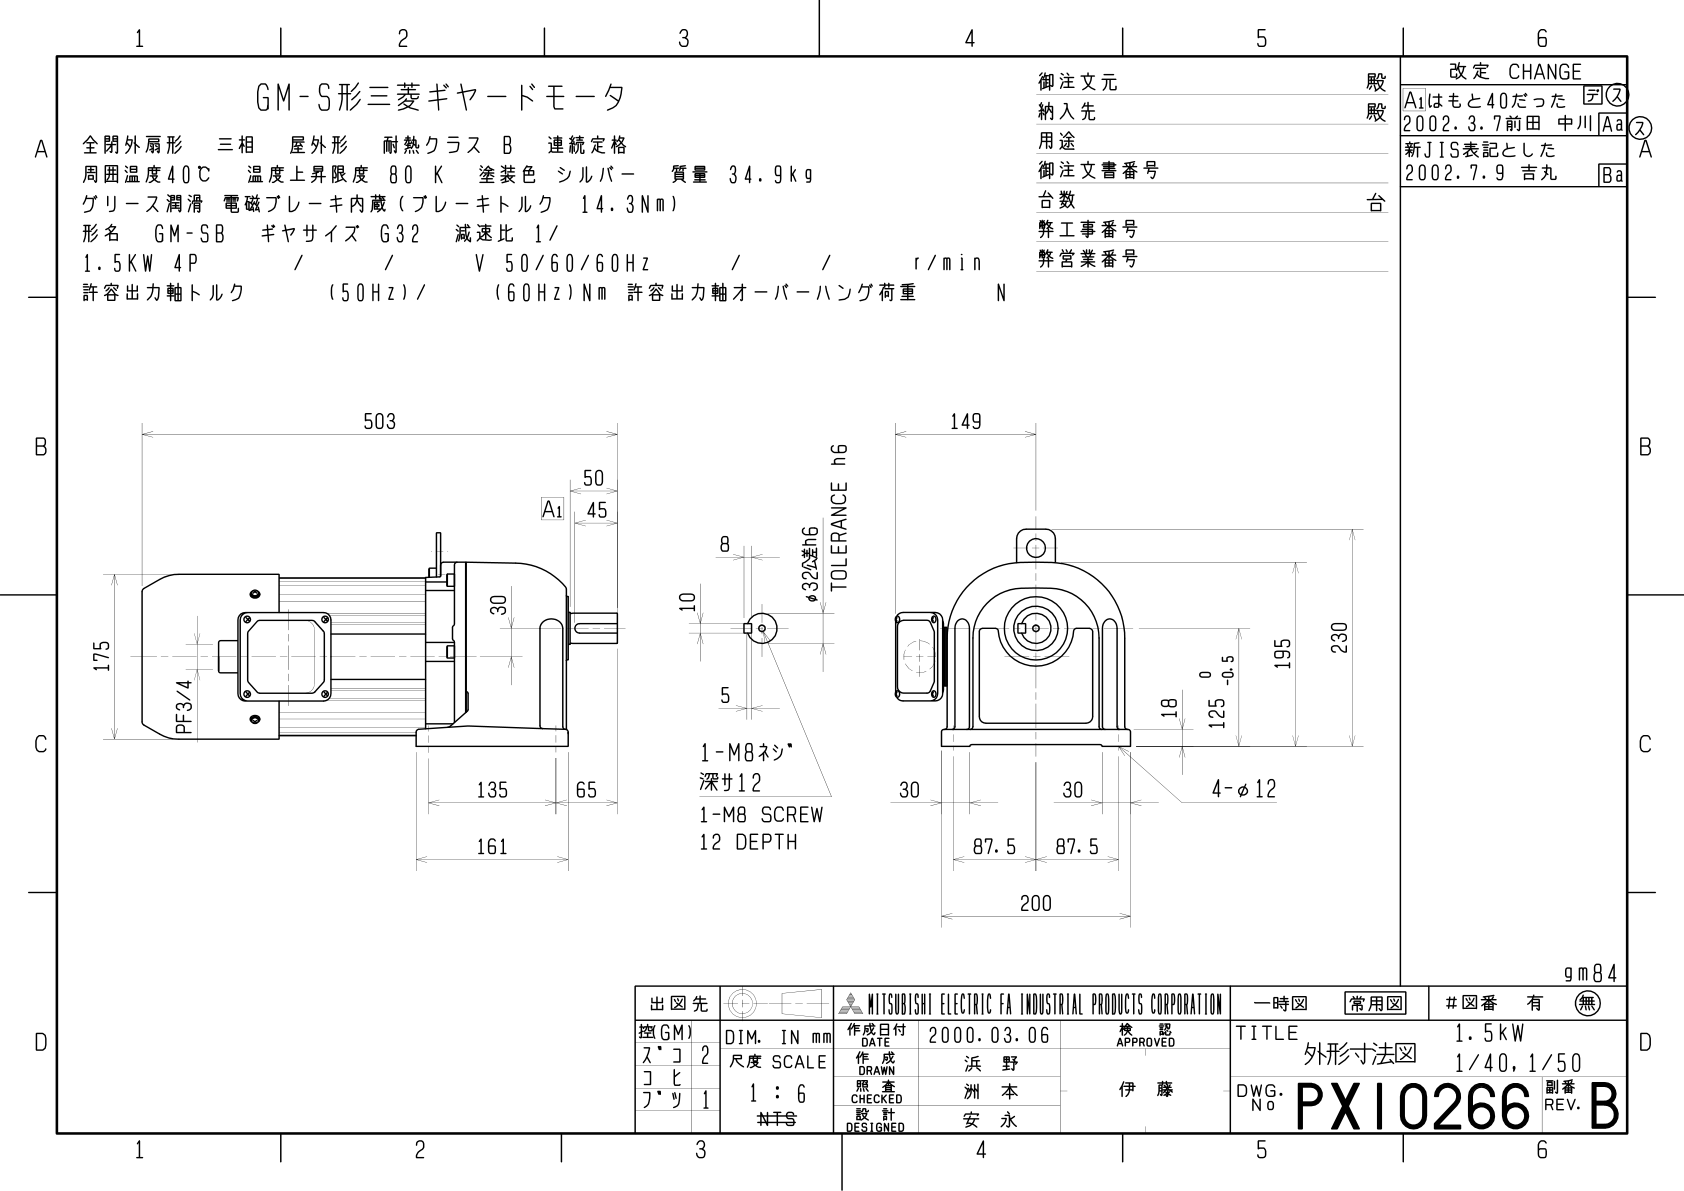 1 2 3 4 5 6
GM-S形三菱ギヤードモータ
全閉外扇形 三相 屋外形 耐熱クラス B 連続定格
周囲温度40℃ 温度上昇限度 80 K 塗装色 シルバー 質量 34.9kg
グリース潤滑 電磁ブレーキ内蔵(ブレーキトルク 14.3Nm)
形名 GM-SB ギヤサイズ G32 減速比 1/
1.5KW 4P / / V 50/60/60Hz / / r/min
許容出力軸トルク (50Hz)/ (60Hz)Nm 許容出力軸オーバーハング荷重 N
御注文元 殿
納入先 殿
用途
御注文書番号
台数 台
弊工事番号
弊営業番号
改定 CHANGE
A1はもと40だった デ ス
2002.3.7前田 中川 Aa ス
新JIS表記とした
2002.7.9 吉丸 Ba
A A
B B
C C
D D
503
50
A1 45
30
175
PF3/4
135 65
161
8
10
5
φ32公差h6
TOLERANCE h6
1-M8ネジ
深サ12
1-M8 SCREW
12 DEPTH
149
230
195
125 0 -0.5
18
30 30
4-φ12
87.5 87.5
200
gm84
出図先
控(GM)
ズコ 2
コヒ
ブツ 1
DIM. IN mm
尺度 SCALE
1 : 6
NTS
MITSUBISHI ELECTRIC FA INDUSTRIAL PRODUCTS CORPORATION
作成日付 DATE 2000.03.06 検認 APPROVED
作成 DRAWN 浜野
照査 CHECKED 洲本 伊藤
設計 DESIGNED 安永
一時図 常用図 #図番 有 無
TITLE 外形寸法図 1.5kW
1/40,1/50
DWG. No PX10266 副番 REV. B
1 2 3 4 5 6